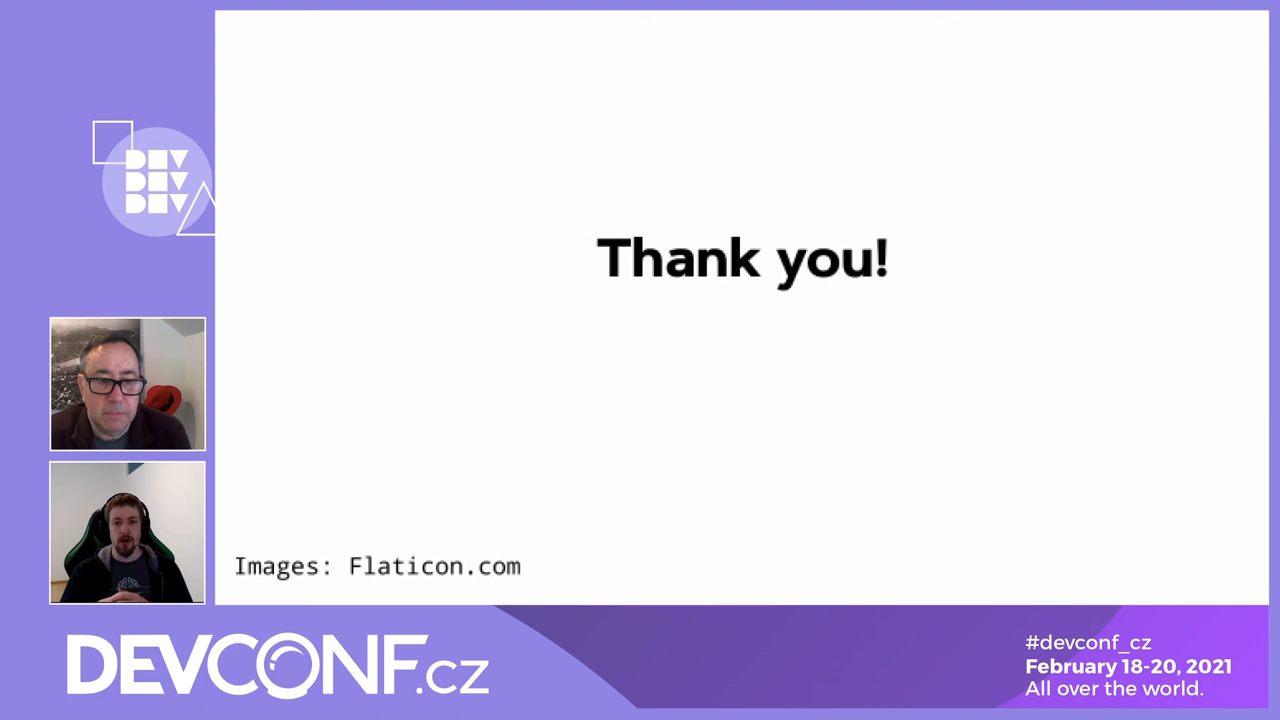 DEV
DEV
DEV
Thank you!
Images: Flaticon.com
DEVCONF.cz
#devconf_cz
February 18-20, 2021
All over the world.